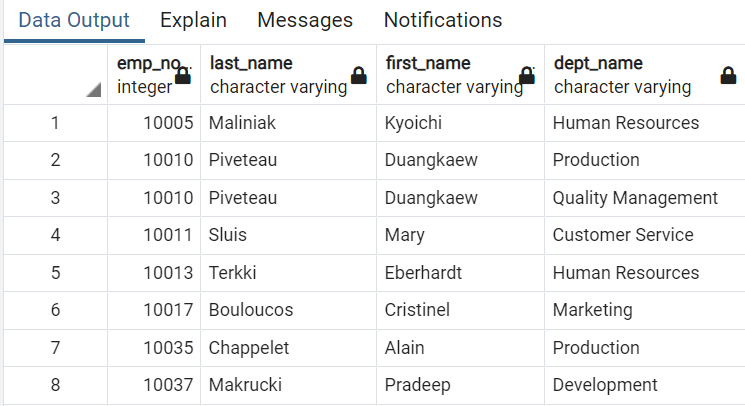 Data Output Explain Messages Notifications
emp_no last_name first_name dept_name
integer character varying character varying character varying
1 10005 Maliniak Kyoichi Human Resources
2 10010 Piveteau Duangkaew Production
3 10010 Piveteau Duangkaew Quality Management
4 10011 Sluis Mary Customer Service
5 10013 Terkki Eberhardt Human Resources
6 10017 Bouloucos Cristinel Marketing
7 10035 Chappelet Alain Production
8 10037 Makrucki Pradeep Development